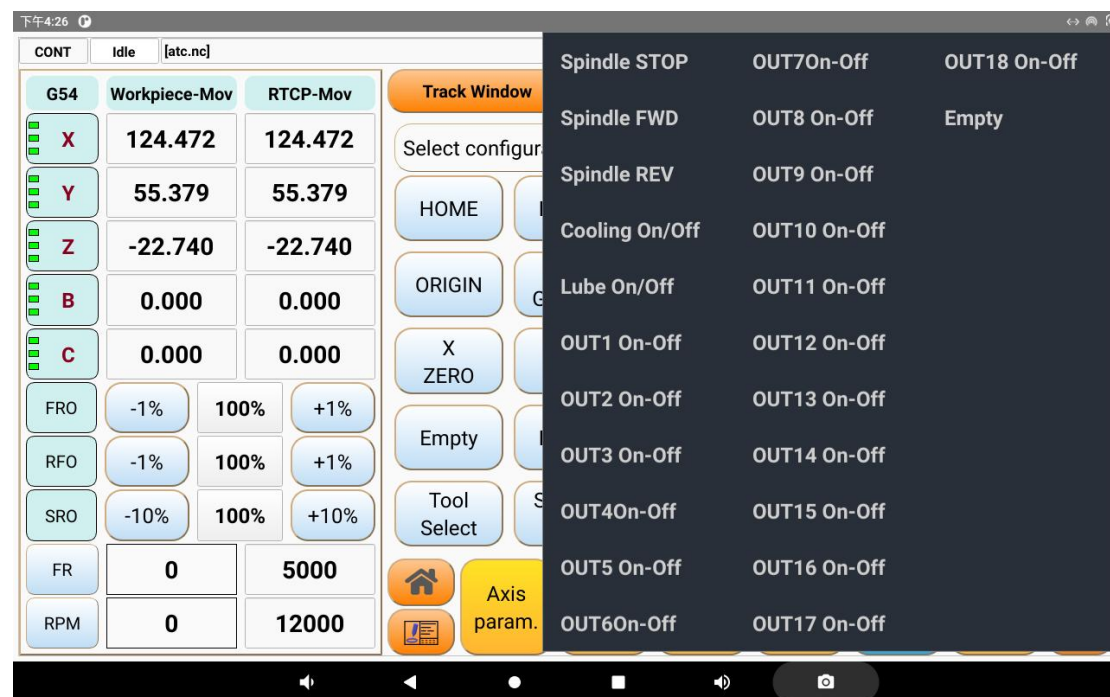 下午4:26
CONT Idle [atc.nc]
G54 Workpiece-Mov RTCP-Mov
X 124.472 124.472
Y 55.379 55.379
Z -22.740 -22.740
B 0.000 0.000
C 0.000 0.000
FRO -1% 100% +1%
RFO -1% 100% +1%
SRO -10% 100% +10%
FR 0 5000
RPM 0 12000
Track Window
Select configur
HOME
ORIGIN
X
ZERO
Empty
Tool
Select
Axis
param.
Spindle STOP OUT7On-Off OUT18 On-Off
Spindle FWD OUT8 On-Off Empty
Spindle REV OUT9 On-Off
Cooling On/Off OUT10 On-Off
Lube On/Off OUT11 On-Off
OUT1 On-Off OUT12 On-Off
OUT2 On-Off OUT13 On-Off
OUT3 On-Off OUT14 On-Off
OUT4On-Off OUT15 On-Off
OUT5 On-Off OUT16 On-Off
OUT6On-Off OUT17 On-Off